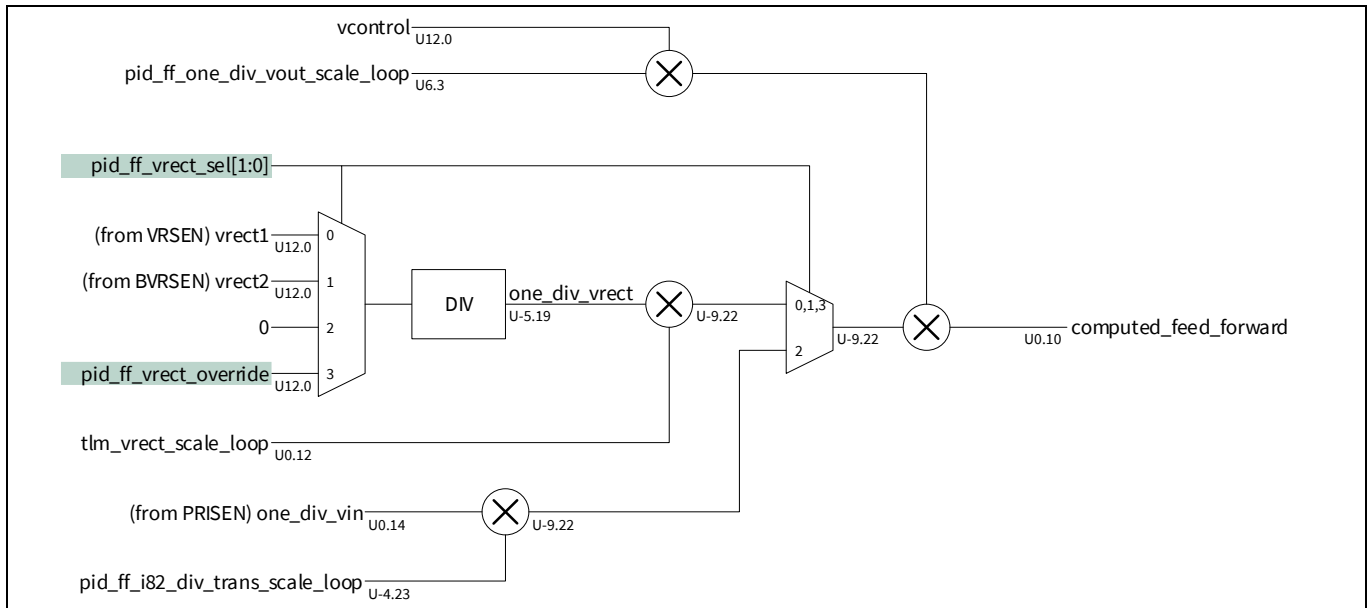 vcontrol
U12.0
pid_ff_one_div_vout_scale_loop
U6.3
pid_ff_vrect_sel[1:0]
(from VRSEN) vrect1
U12.0
0
(from BVRSEN) vrect2
U12.0
1
0
2
pid_ff_vrect_override
U12.0
3
DIV
one_div_vrect
U-5.19
U-9.22
0,1,3
2
U-9.22
computed_feed_forward
U0.10
tlm_vrect_scale_loop
U0.12
(from PRISEN) one_div_vin
U0.14
U-9.22
pid_ff_i82_div_trans_scale_loop
U-4.23